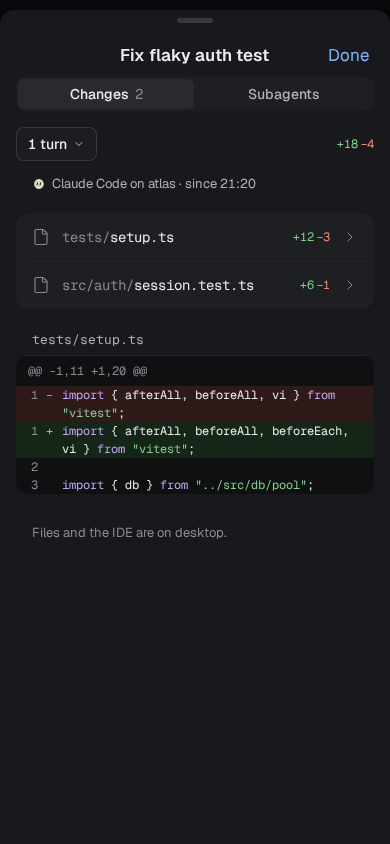 Fix flaky auth test
Done
Changes 2
Subagents
1 turn
+18 −4
Claude Code on atlas · since 21:20
tests/setup.ts
+12 −3
src/auth/session.test.ts
+6 −1
tests/setup.ts
@@ -1,11 +1,20 @@
1 − import { afterAll, beforeAll, vi } from
"vitest";
1 + import { afterAll, beforeAll, beforeEach,
vi } from "vitest";
2
3 import { db } from "../src/db/pool";
Files and the IDE are on desktop.